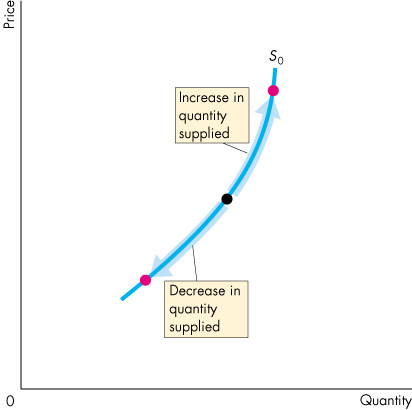 Price
S0
Increase in
quantity
supplied
Decrease in
quantity
supplied
0
Quantity